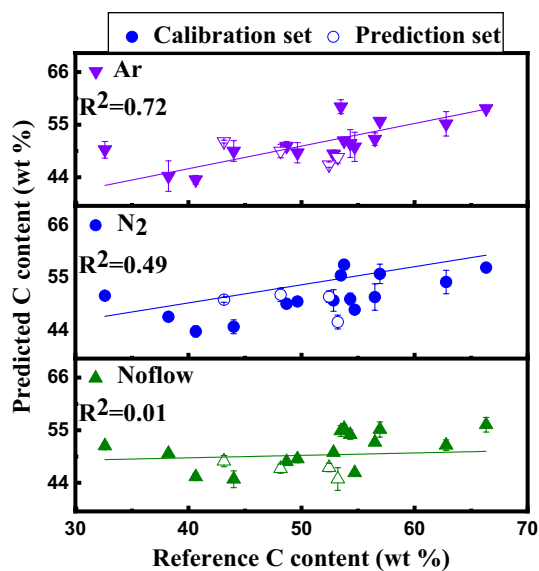 Calibration set Prediction set
66
Ar
R²=0.72
55
44
66
N₂
R²=0.49
55
44
66
Noflow
R²=0.01
55
44
30 40 50 60 70
Predicted C content (wt %)
Reference C content (wt %)